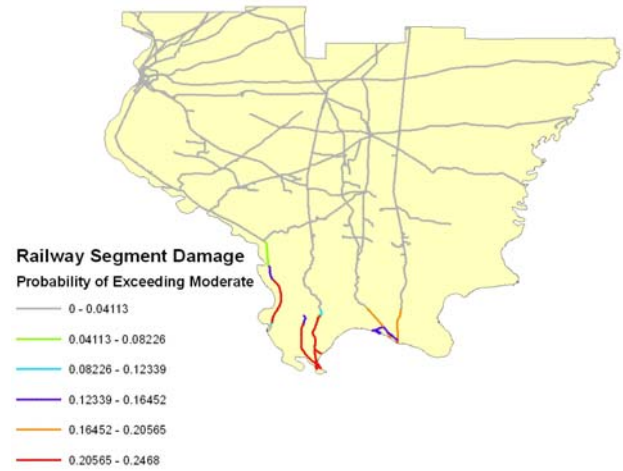 Railway Segment Damage
Probability of Exceeding Moderate
0 - 0.04113
0.04113 - 0.08226
0.08226 - 0.12339
0.12339 - 0.16452
0.16452 - 0.20565
0.20565 - 0.2468